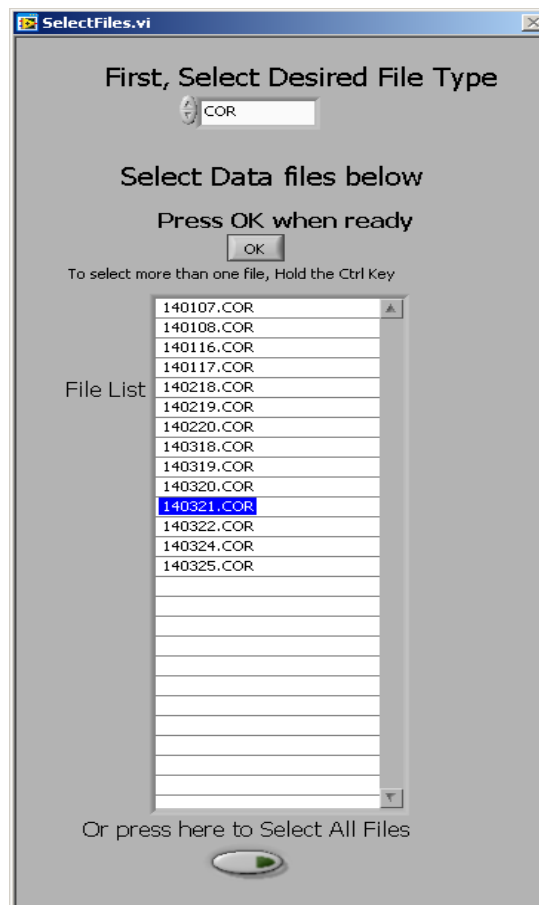 SelectFiles.vi
First, Select Desired File Type
COR
Select Data files below
Press OK when ready
OK
To select more than one file, Hold the Ctrl Key
File List
140107.COR
140108.COR
140116.COR
140117.COR
140218.COR
140219.COR
140220.COR
140318.COR
140319.COR
140320.COR
140321.COR
140322.COR
140324.COR
140325.COR
Or press here to Select All Files